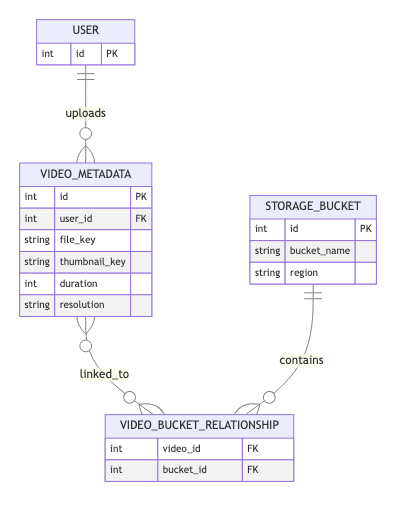 USER
int id PK
uploads
VIDEO_METADATA
int id PK
int user_id FK
string file_key
string thumbnail_key
int duration
string resolution
STORAGE_BUCKET
int id PK
string bucket_name
string region
linked_to
contains
VIDEO_BUCKET_RELATIONSHIP
int video_id FK
int bucket_id FK